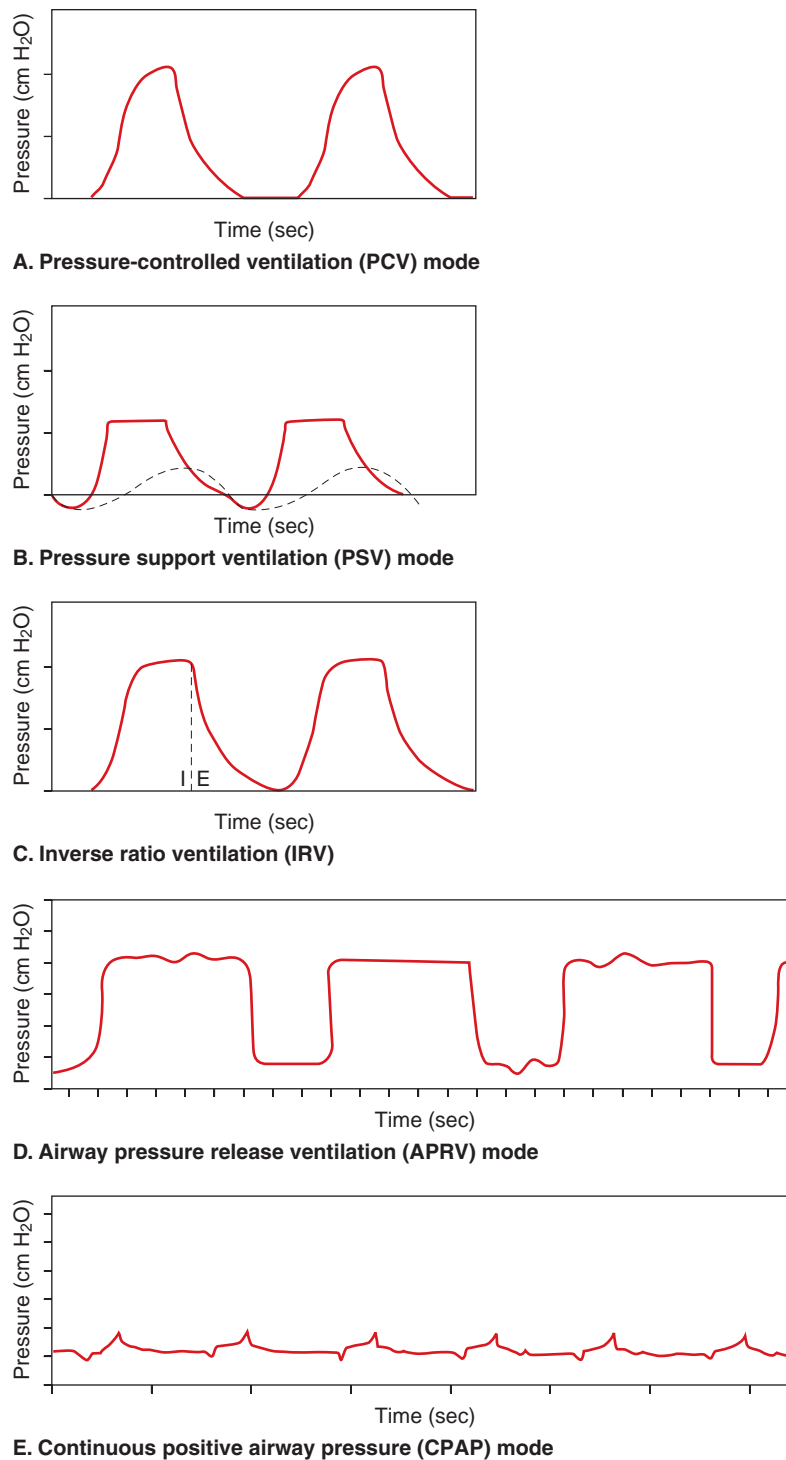 Pressure (cm H₂O)
Time (sec)
A. Pressure-controlled ventilation (PCV) mode
Pressure (cm H₂O)
Time (sec)
B. Pressure support ventilation (PSV) mode
Pressure (cm H₂O)
I E
Time (sec)
C. Inverse ratio ventilation (IRV)
Pressure (cm H₂O)
Time (sec)
D. Airway pressure release ventilation (APRV) mode
Pressure (cm H₂O)
Time (sec)
E. Continuous positive airway pressure (CPAP) mode